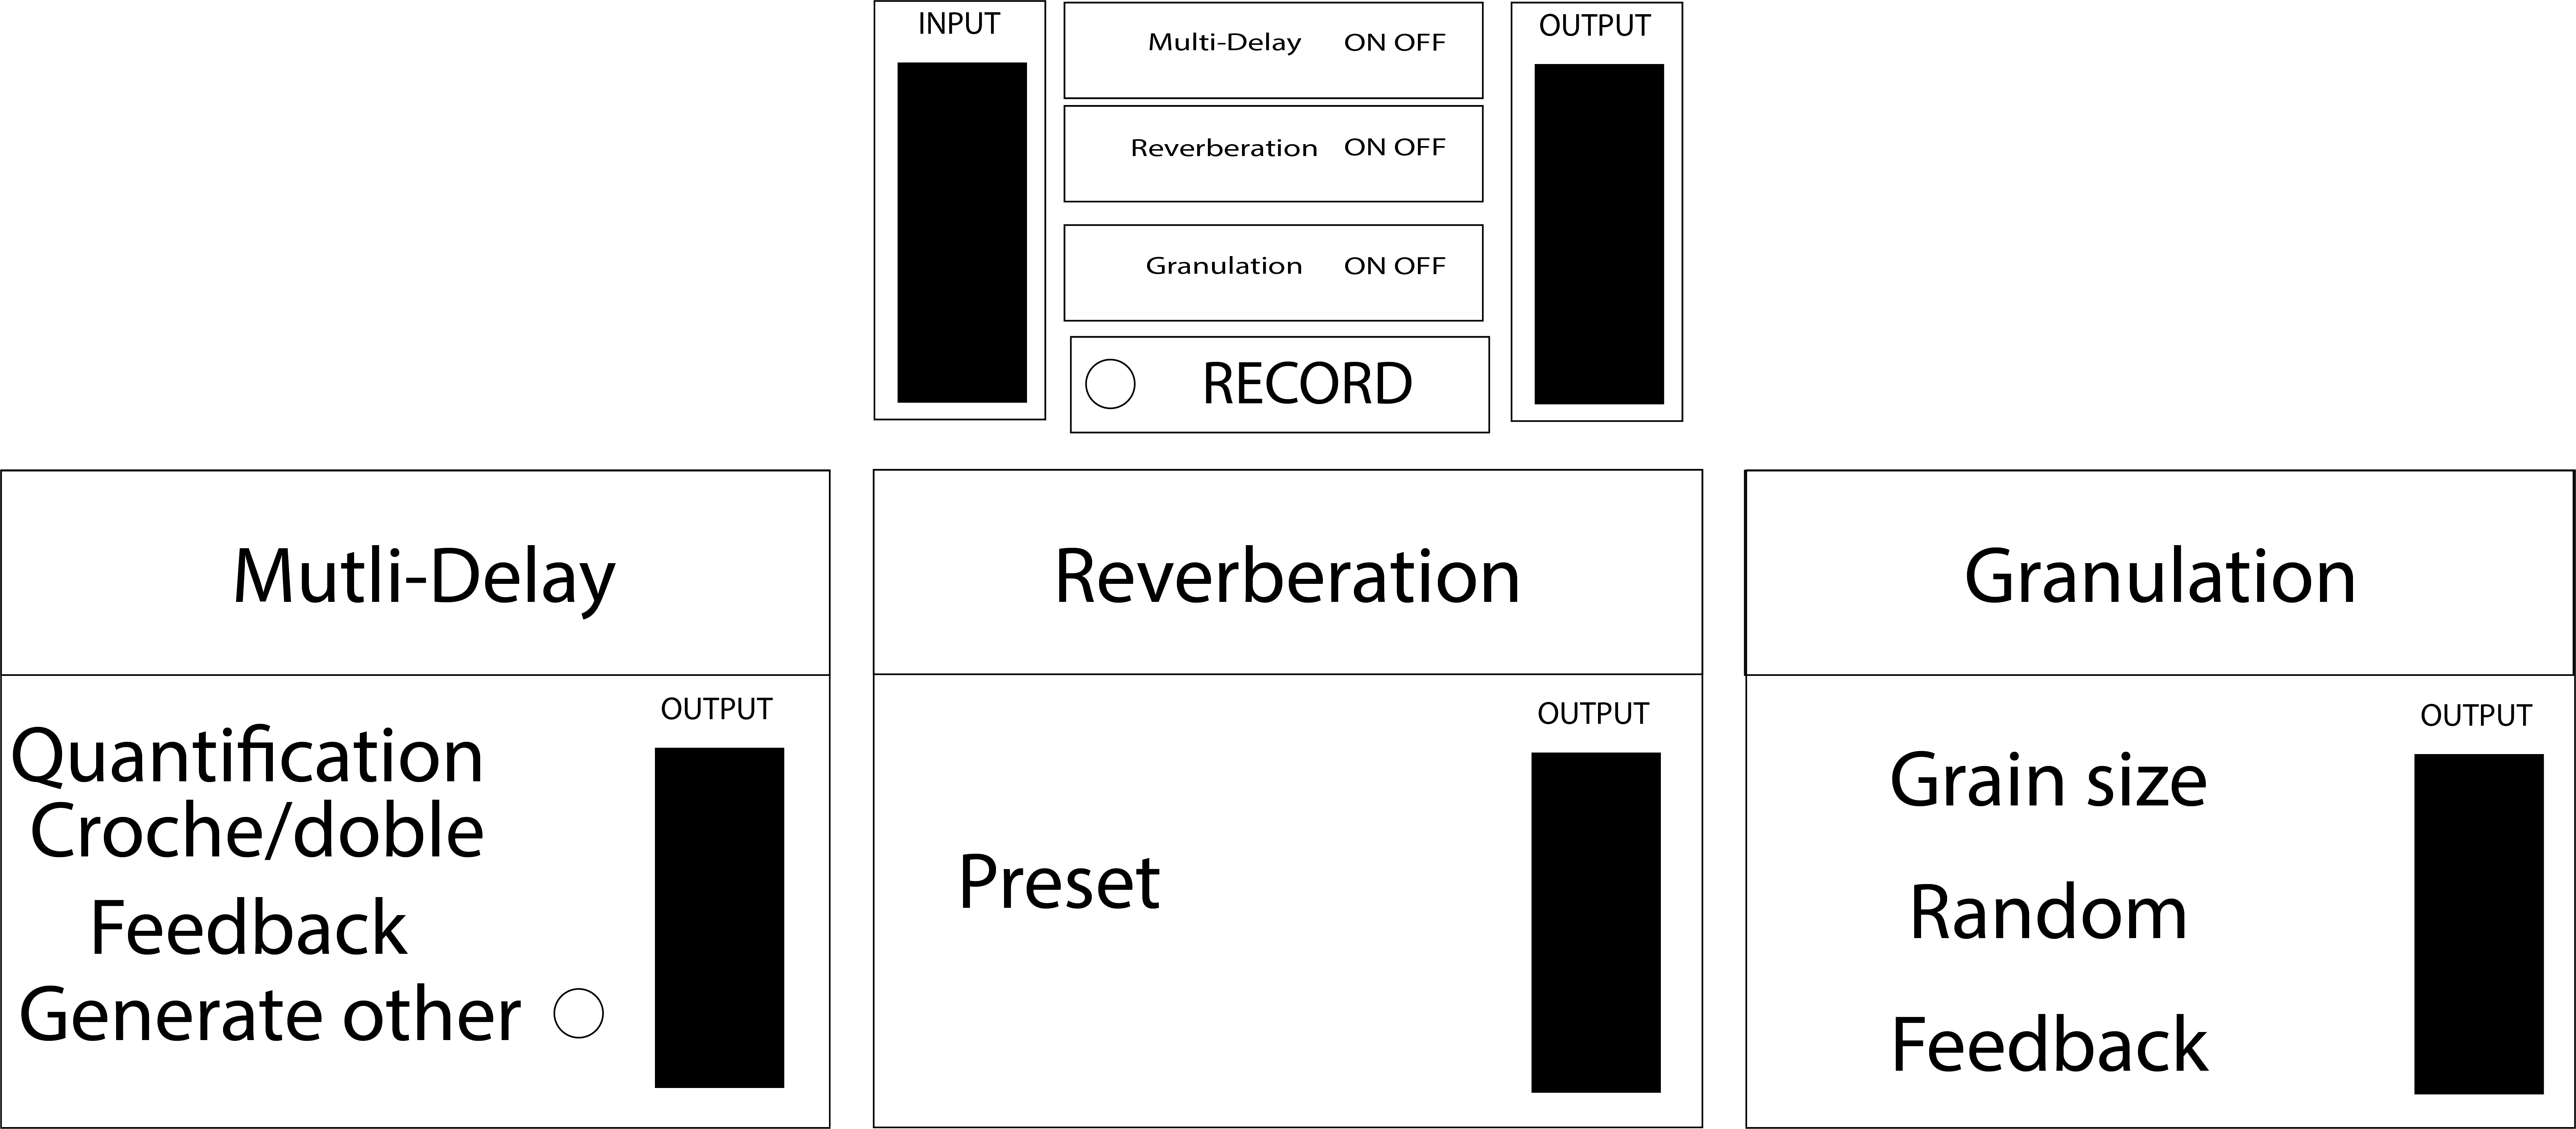 INPUT
Multi-Delay ON OFF
Reverberation ON OFF
Granulation ON OFF
RECORD
OUTPUT
Mutli-Delay
Quantification
Croche/doble
Feedback
Generate other
OUTPUT
Reverberation
Preset
OUTPUT
Granulation
Grain size
Random
Feedback
OUTPUT